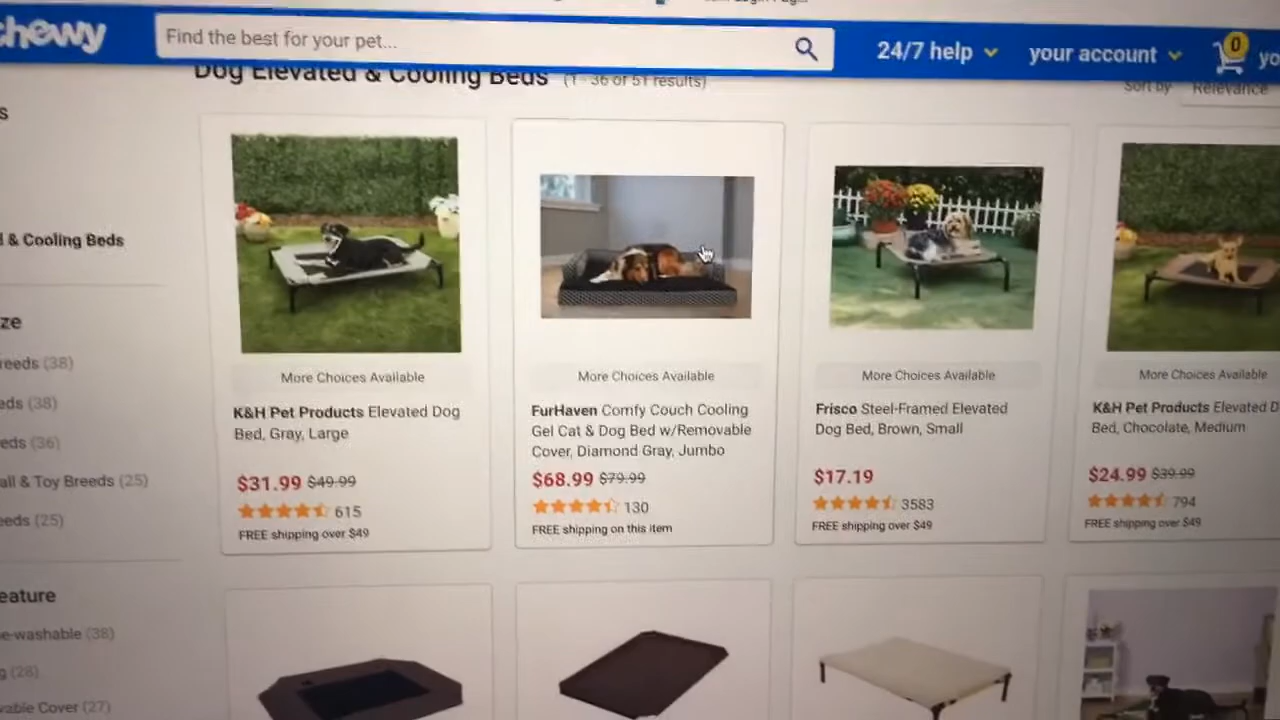 chewy
Find the best for your pet...
24/7 help
your account
0
yo
Dog Elevated & Cooling Beds (1 - 36 of 51 results)
Sort by Relevance
s
& Cooling Beds
ze
reeds (38)
eds (38)
eds (36)
all & Toy Breeds (25)
eeds (25)
eature
e-washable (38)
g (28)
vable Cover (27)
More Choices Available
K&H Pet Products Elevated Dog
Bed, Gray, Large
$31.99 $49.99
615
FREE shipping over $49
More Choices Available
FurHaven Comfy Couch Cooling
Gel Cat & Dog Bed w/Removable
Cover, Diamond Gray, Jumbo
$68.99 $79.99
130
FREE shipping on this item
More Choices Available
Frisco Steel-Framed Elevated
Dog Bed, Brown, Small
$17.19
3583
FREE shipping over $49
More Choices Available
K&H Pet Products Elevated D
Bed, Chocolate, Medium
$24.99 $39.99
794
FREE shipping over $49